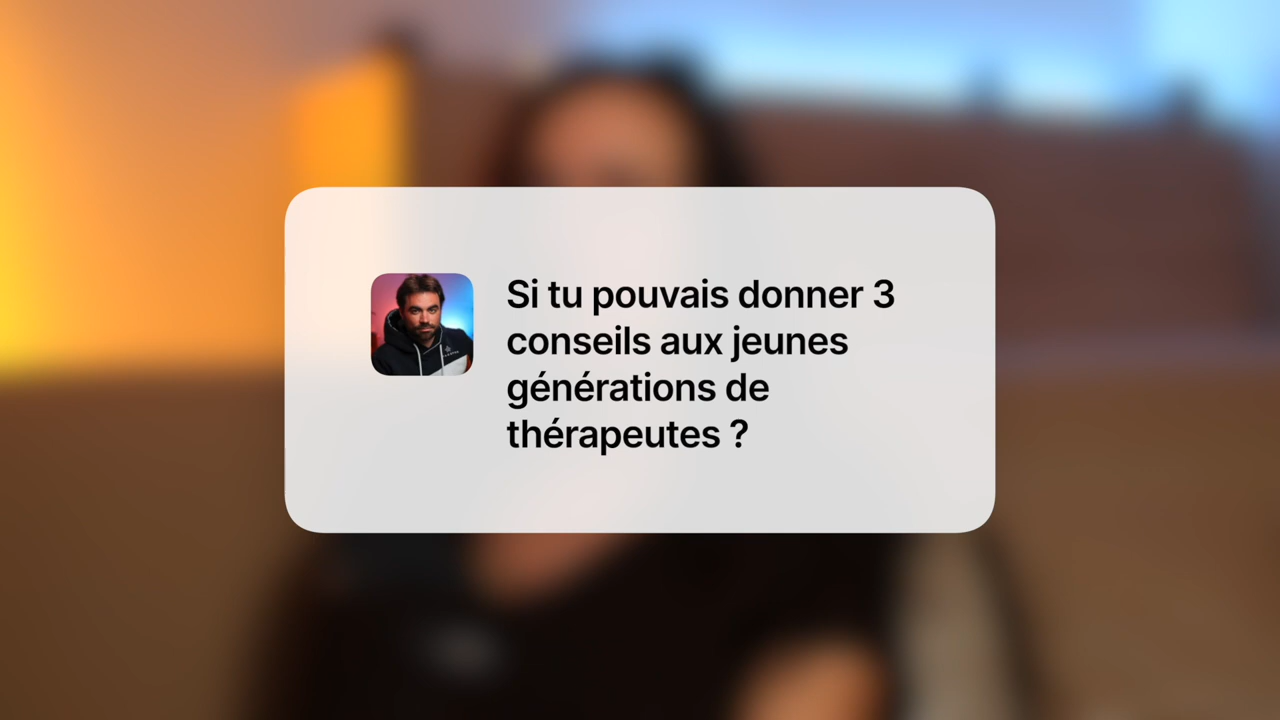 Si tu pouvais donner 3
conseils aux jeunes
générations de
thérapeutes ?